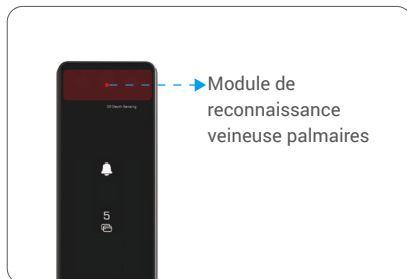 Module de
reconnaissance
veineuse palmaires
3D Depth Sensing
5